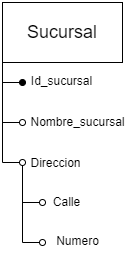 Sucursal
Id_sucursal
Nombre_sucursal
Direccion
Calle
Numero